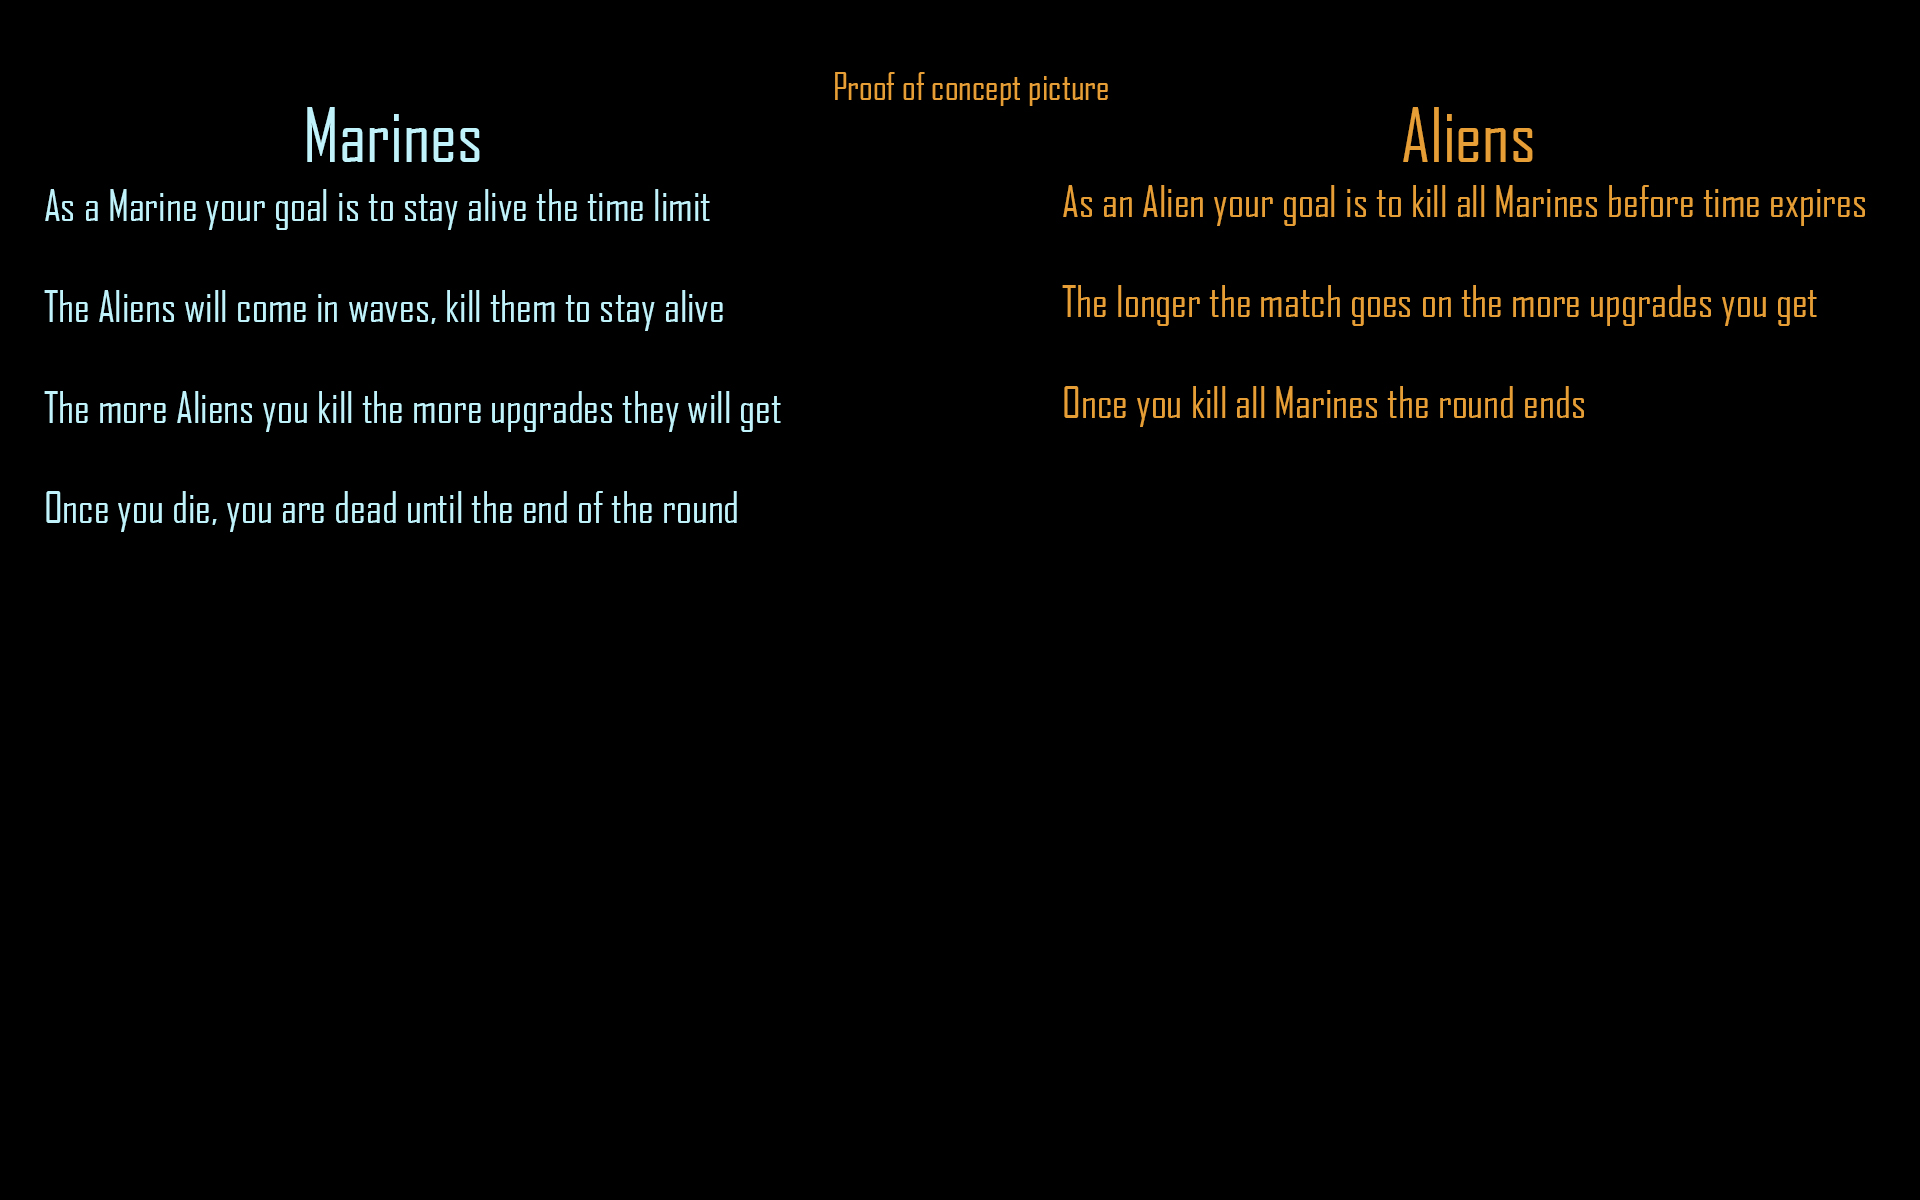 Proof of concept picture
Marines
As a Marine your goal is to stay alive the time limit
The Aliens will come in waves, kill them to stay alive
The more Aliens you kill the more upgrades they will get
Once you die, you are dead until the end of the round
Aliens
As an Alien your goal is to kill all Marines before time expires
The longer the match goes on the more upgrades you get
Once you kill all Marines the round ends